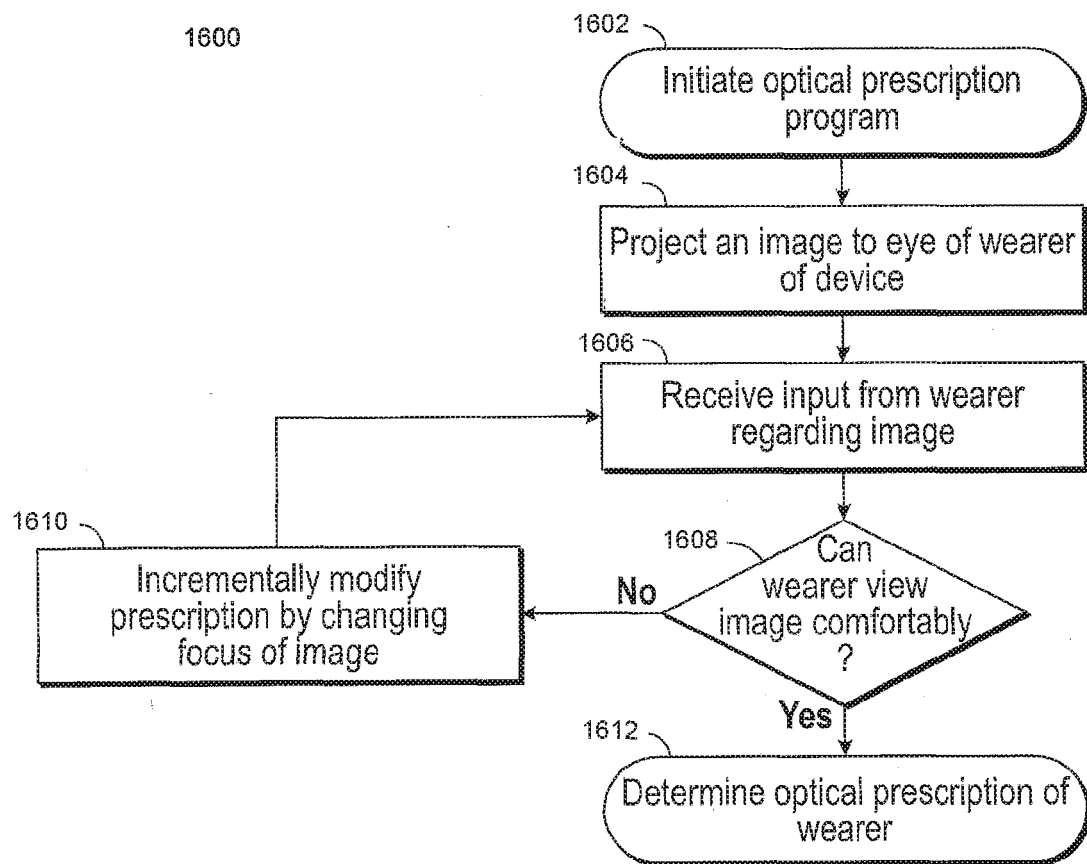 1600
1602
Initiate optical prescription
program
1604
Project an image to eye of wearer
of device
1606
Receive input from wearer
regarding image
1608
Can
wearer view
image comfortably
?
No
1610
Incrementally modify
prescription by changing
focus of image
Yes
1612
Determine optical prescription of
wearer